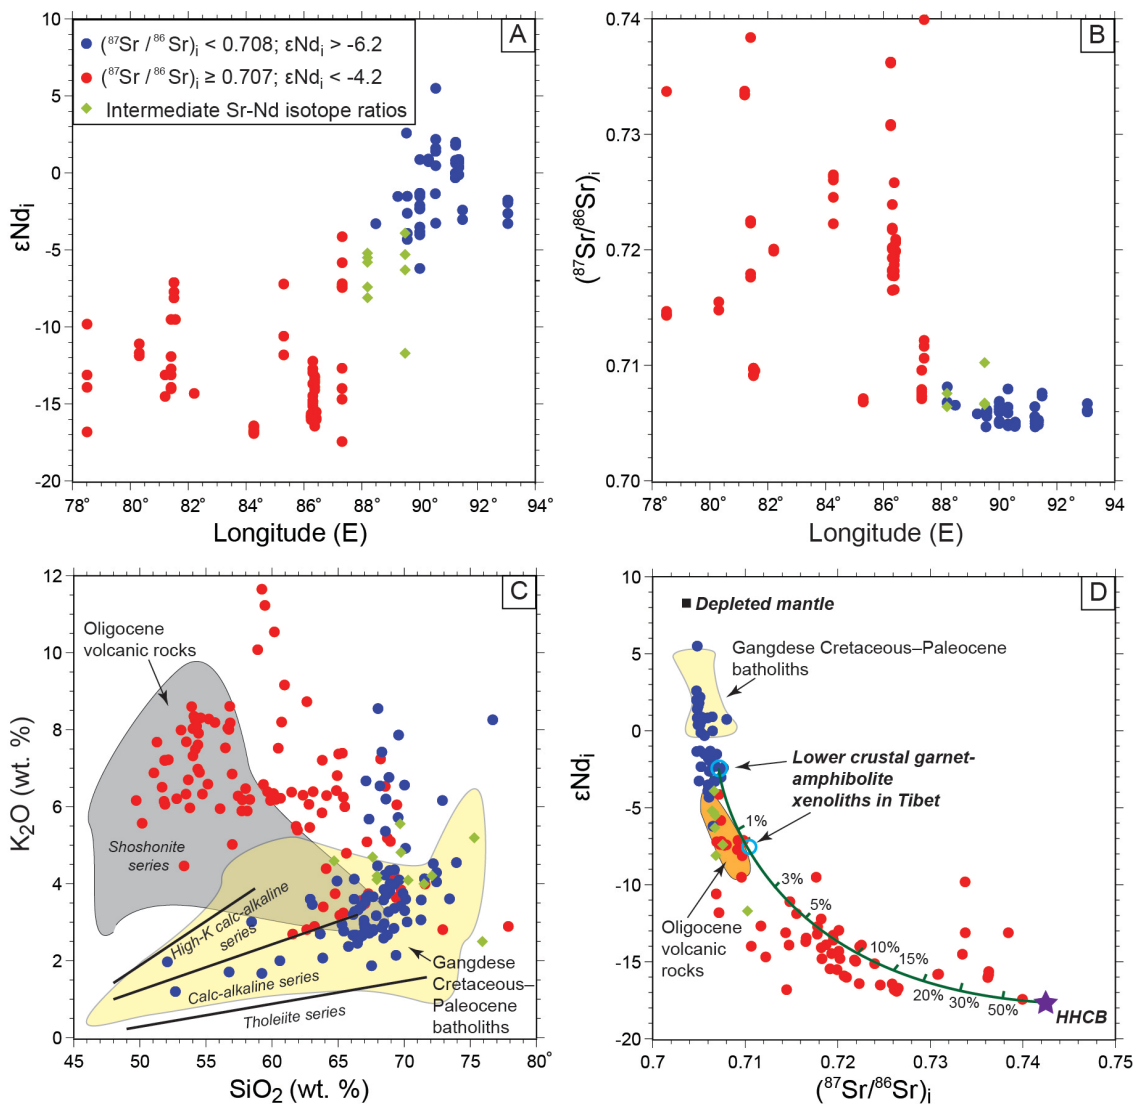 A
(⁸⁷Sr /⁸⁶ Sr)i < 0.708; εNdi > -6.2
(⁸⁷Sr /⁸⁶ Sr)i ≥ 0.707; εNdi < -4.2
Intermediate Sr-Nd isotope ratios
10
5
0
-5
-10
-15
-20
εNdi
78° 80° 82° 84° 86° 88° 90° 92° 94°
Longitude (E)
B
0.74
0.73
0.72
0.71
0.70
(⁸⁷Sr/⁸⁶Sr)i
78° 80° 82° 84° 86° 88° 90° 92° 94°
Longitude (E)
C
12
10
8
6
4
2
0
K2O (wt. %)
Oligocene
volcanic rocks
Shoshonite
series
High-K calc-alkaline
series
Calc-alkaline series
Tholeiite series
Gangdese
Cretaceous–
Paleocene
batholiths
45 50 55 60 65 70 75 80°
SiO2 (wt. %)
D
10
5
0
-5
-10
-15
-20
εNdi
Depleted mantle
Gangdese Cretaceous–Paleocene
batholiths
Lower crustal garnet-
amphibolite
xenoliths in Tibet
1%
3%
5%
10%
15%
20%
30%
50%
Oligocene
volcanic
rocks
HHCB
0.7 0.71 0.72 0.73 0.74 0.75
(⁸⁷Sr/⁸⁶Sr)i